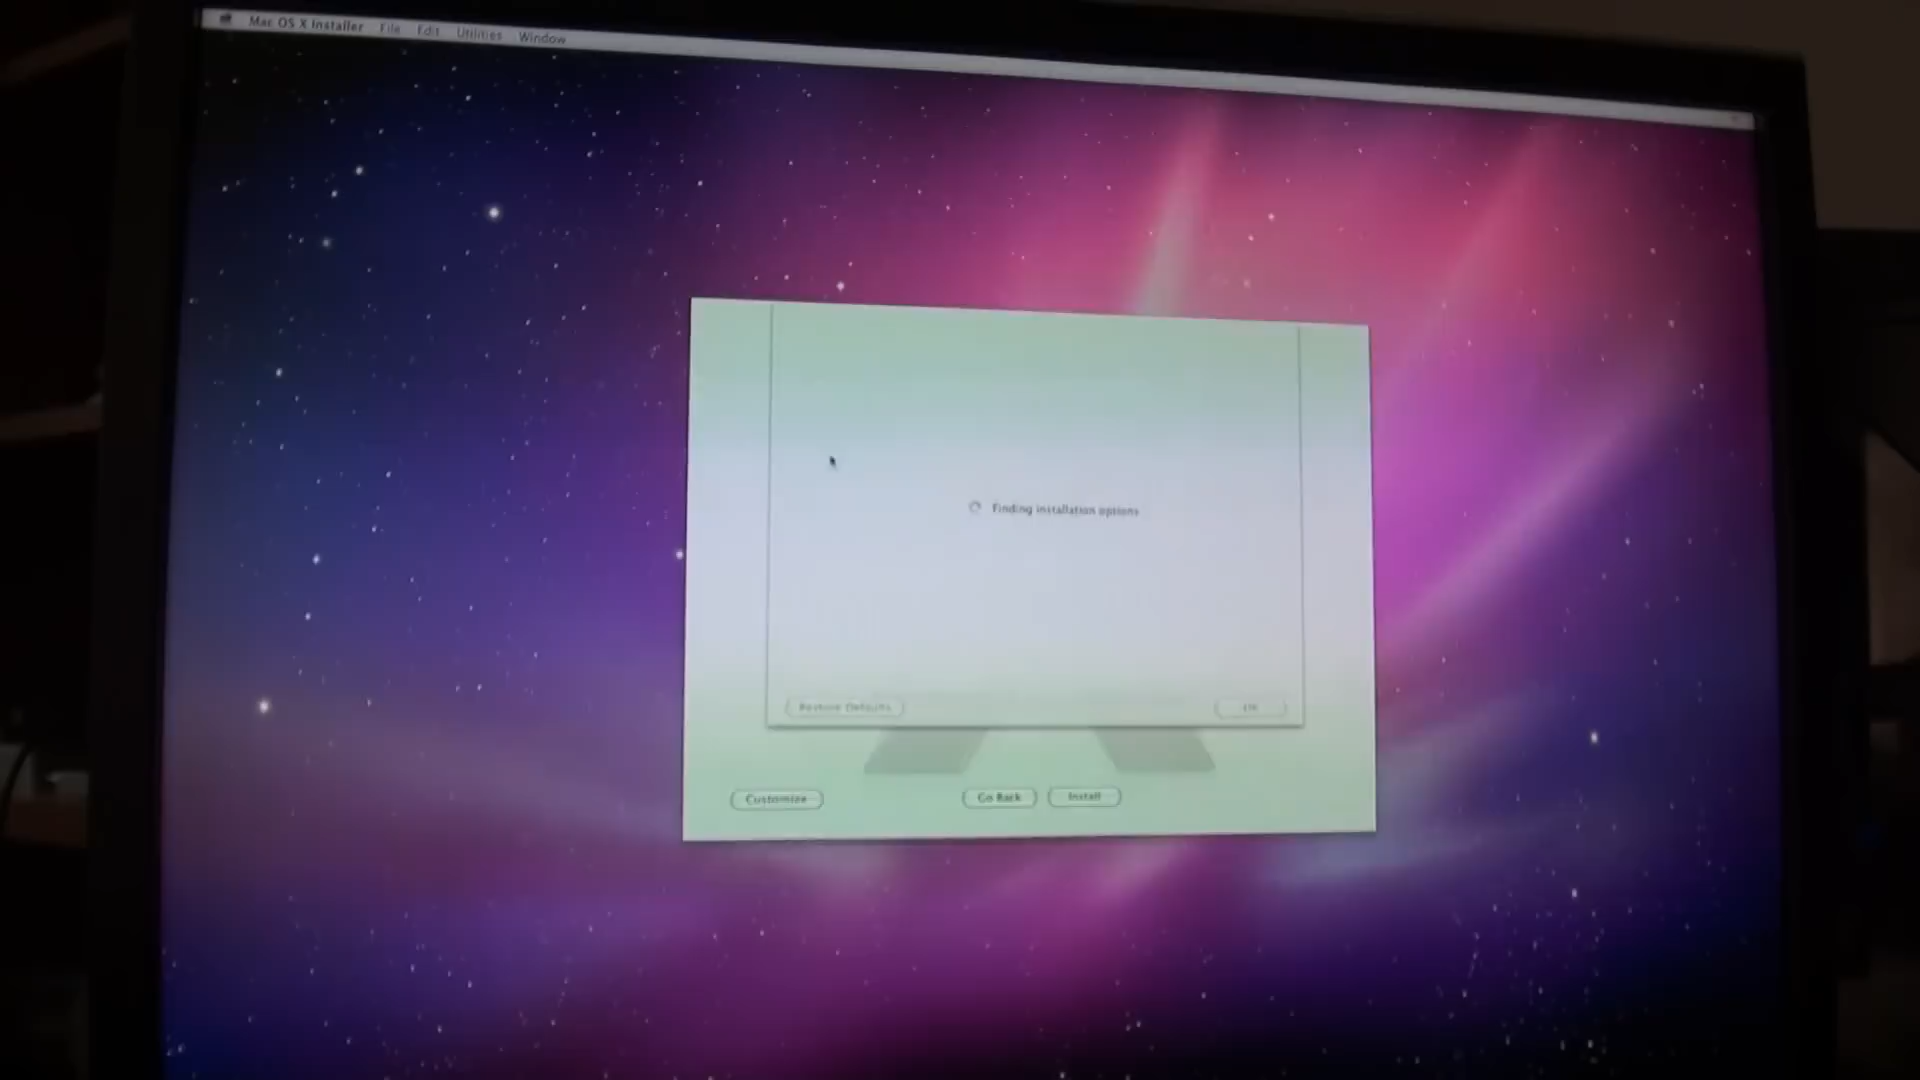 Mac OS X Installer File Edit Utilities Window
Finding installation options
Restore Defaults OK
Customize Go Back Install